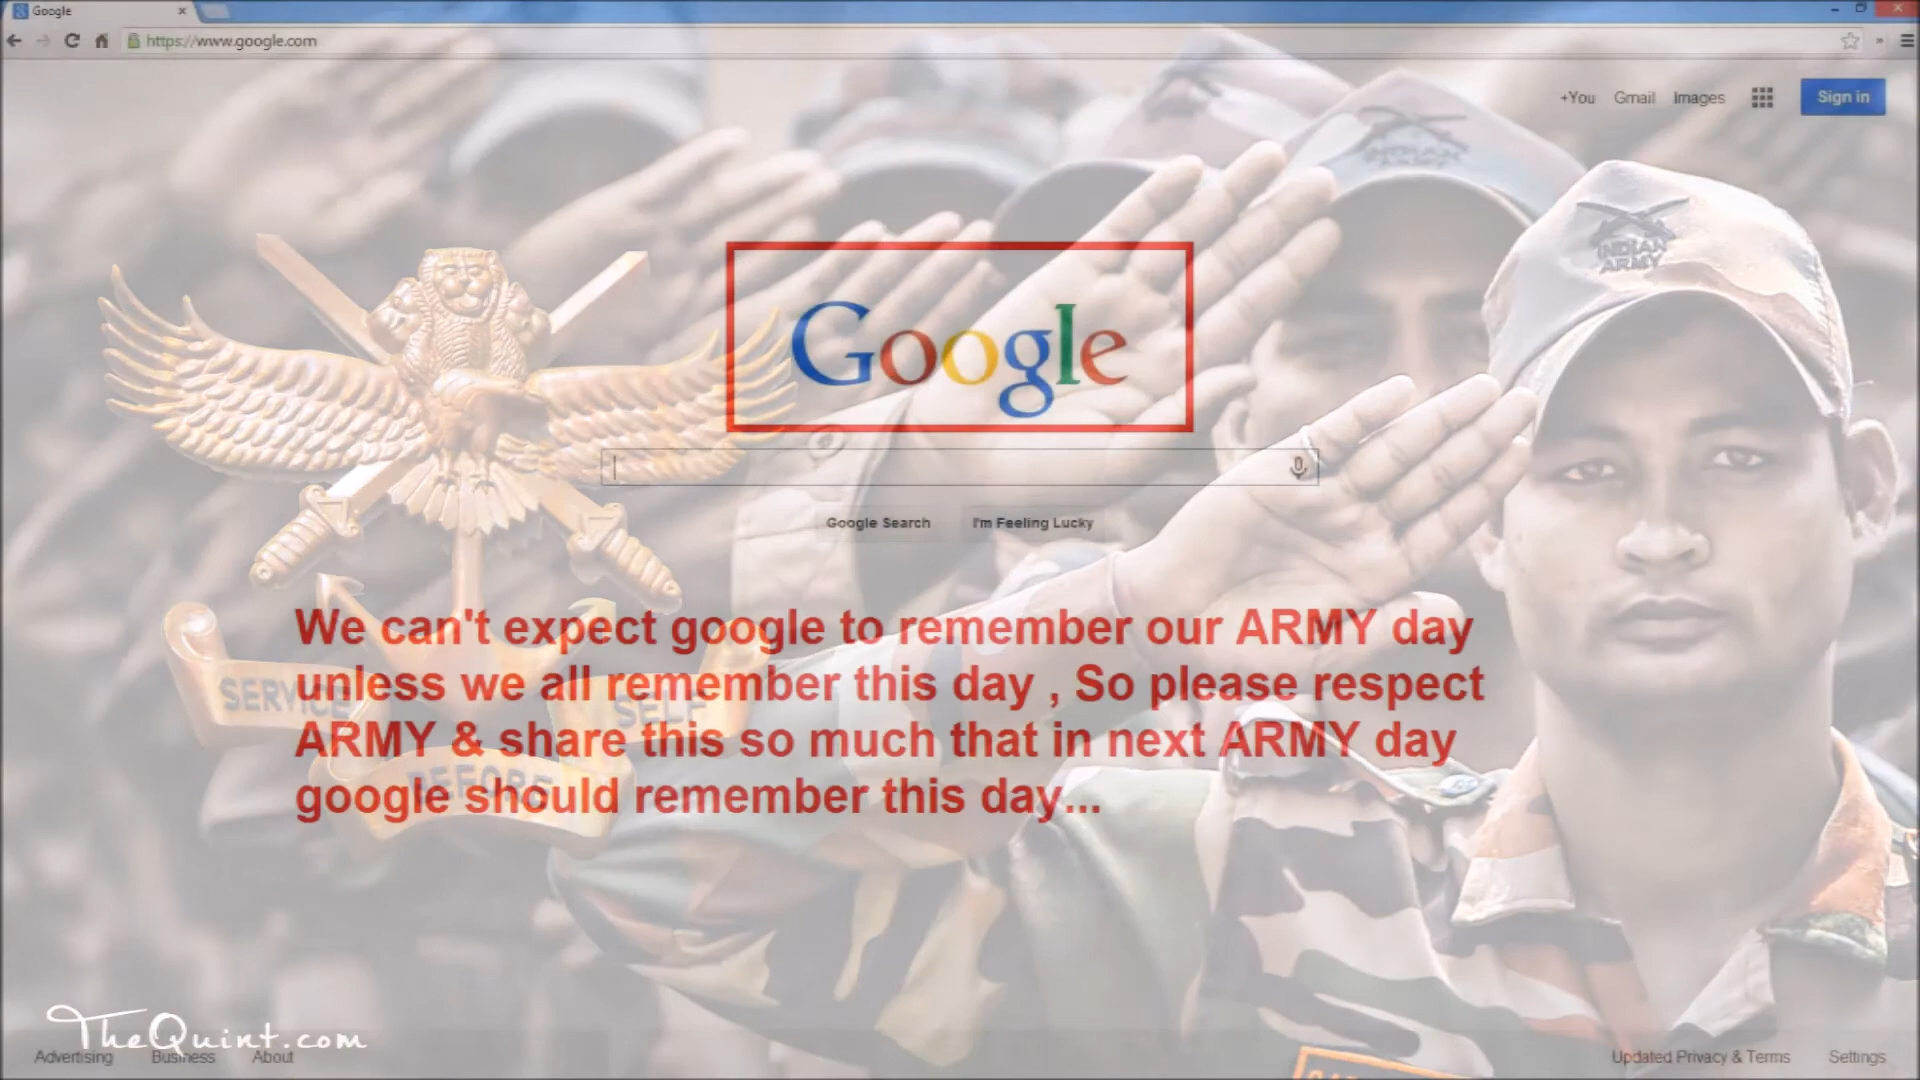 Google
https://www.google.com
+You Gmail Images Sign in
INDIAN
ARMY
INDIAN
ARMY
Google
Google Search I'm Feeling Lucky
We can't expect google to remember our ARMY day
unless we all remember this day , So please respect
ARMY & share this so much that in next ARMY day
google should remember this day...
SERVICE
SELF
BEFORE
TheQuint.com
Advertising Business About
Updated Privacy & Terms Settings